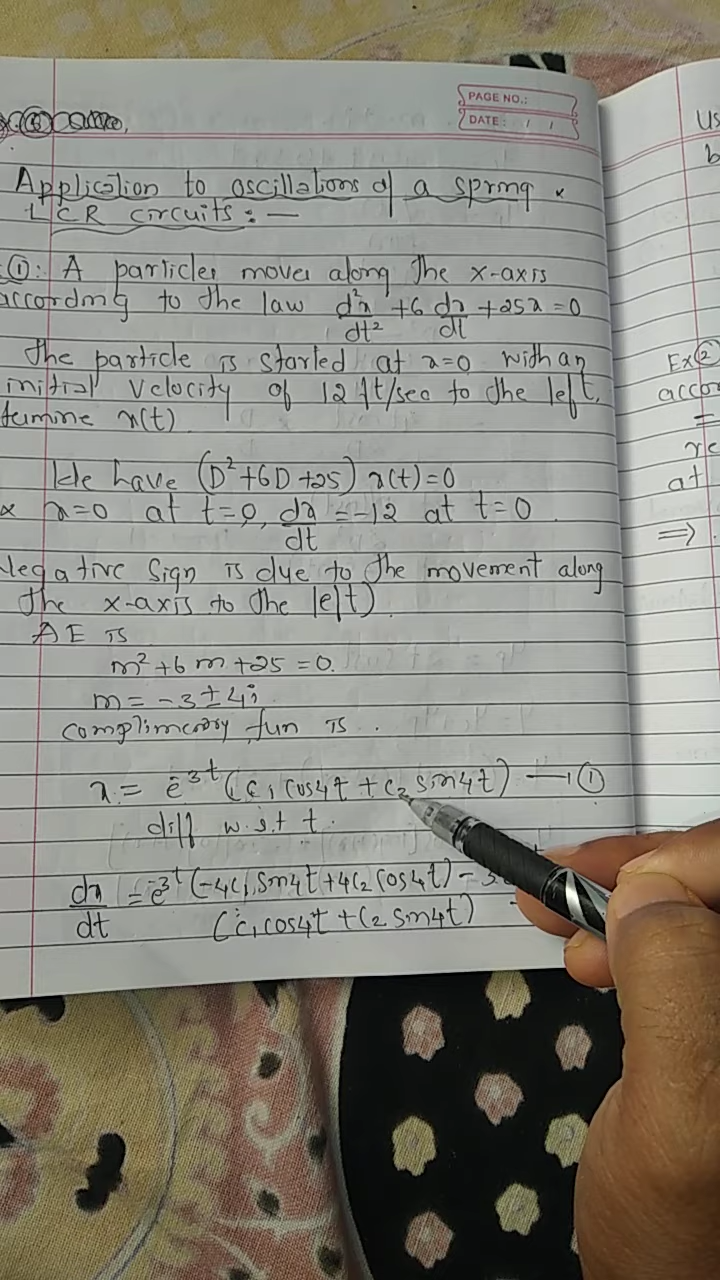 PAGE NO.:
DATE: / /
Application to oscillations of a spring &
LCR circuits: —
①: A particle moves along the x-axis
according to the law d²x/dt² + 6 dx/dt + 25x = 0
The particle is started at x=0 with an
initial velocity of 12 ft/sec to the left.
termine x(t)
We have (D²+6D+25) x(t)=0
& x=0 at t=0, dx/dt = -12 at t=0
Negative sign is dye to the movement along
the x-axis to the left)
AE is
m²+6m+25=0.
m = -3±4i
fun is.
x = e⁻³ᵗ (c₁ cos4t + c₂ sin4t) — ①
diff w.r.t t.
dx/dt = e⁻³ᵗ (-4c₁ sin4t + 4c₂ cos4t) - 3
(c₁ cos4t + c₂ sin4t)
US
b
Ex②
accor
=
re
at
⇒